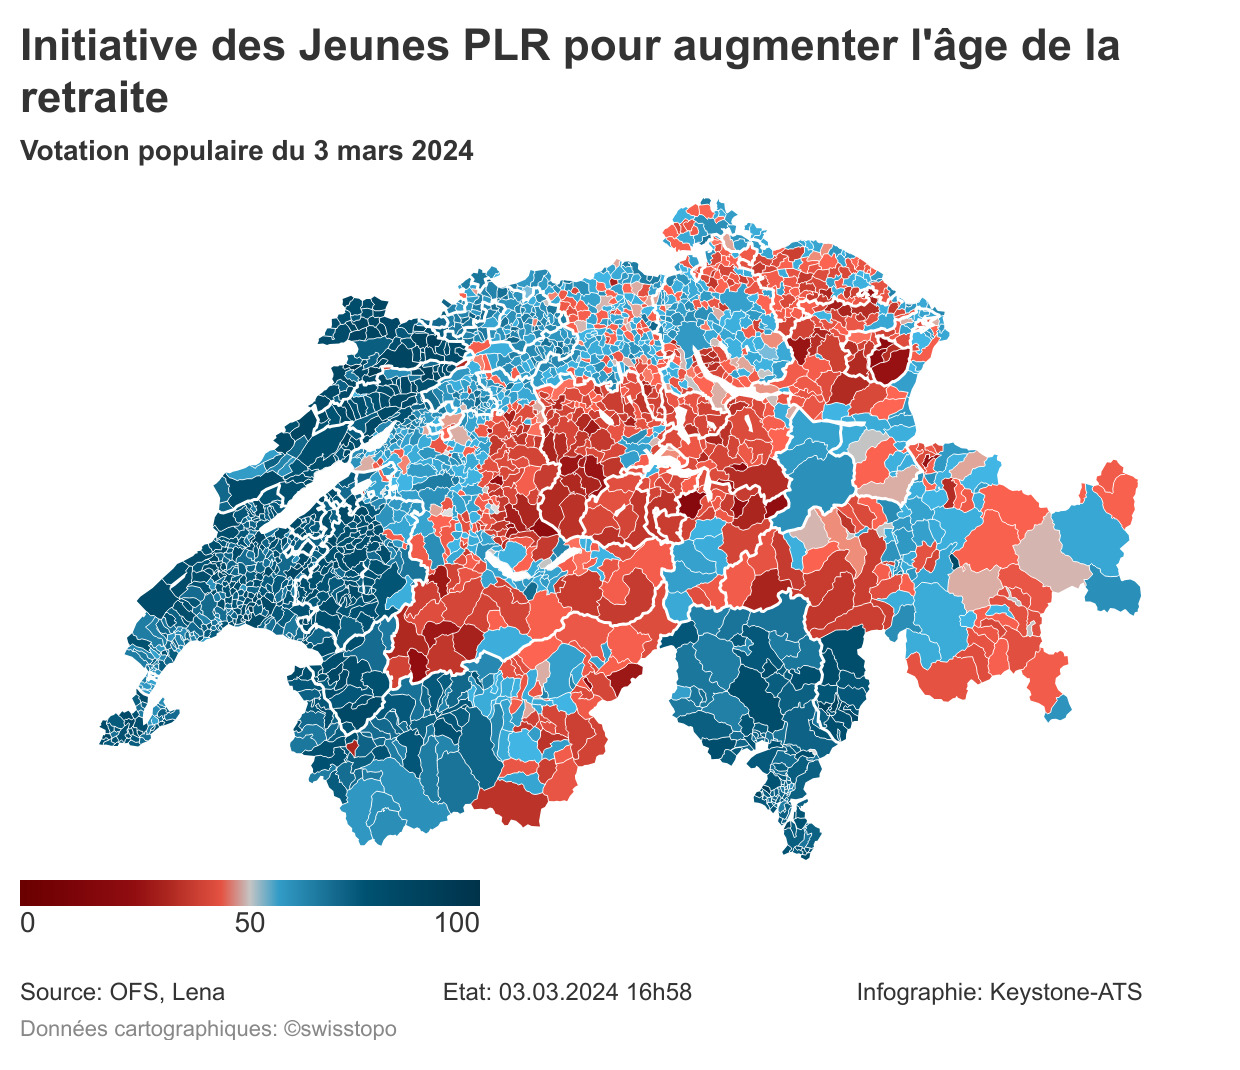 Initiative des Jeunes PLR pour augmenter l'âge de la
retraite
Votation populaire du 3 mars 2024
0 50 100
Source: OFS, Lena Etat: 03.03.2024 16h58 Infographie: Keystone-ATS
Données cartographiques: ©swisstopo